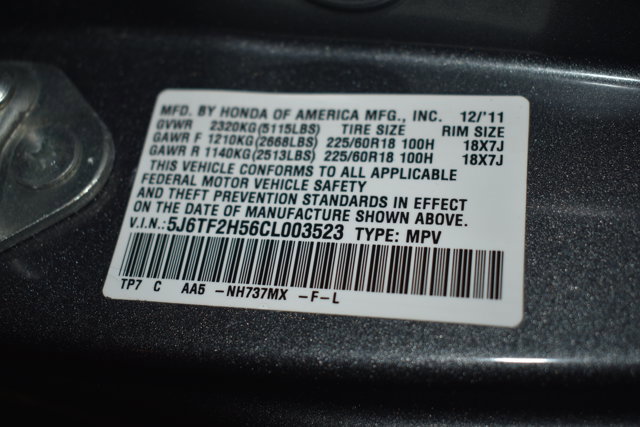 MFD. BY HONDA OF AMERICA MFG., INC. 12/'11
GVWR 2320KG(5115LBS) TIRE SIZE RIM SIZE
GAWR F 1210KG(2668LBS) 225/60R18 100H 18X7J
GAWR R 1140KG(2513LBS) 225/60R18 100H 18X7J
THIS VEHICLE CONFORMS TO ALL APPLICABLE
FEDERAL MOTOR VEHICLE SAFETY
AND THEFT PREVENTION STANDARDS IN EFFECT
ON THE DATE OF MANUFACTURE SHOWN ABOVE.
V.I.N.: 5J6TF2H56CL003523 TYPE: MPV
TP7 C AA5 -NH737MX -F-L